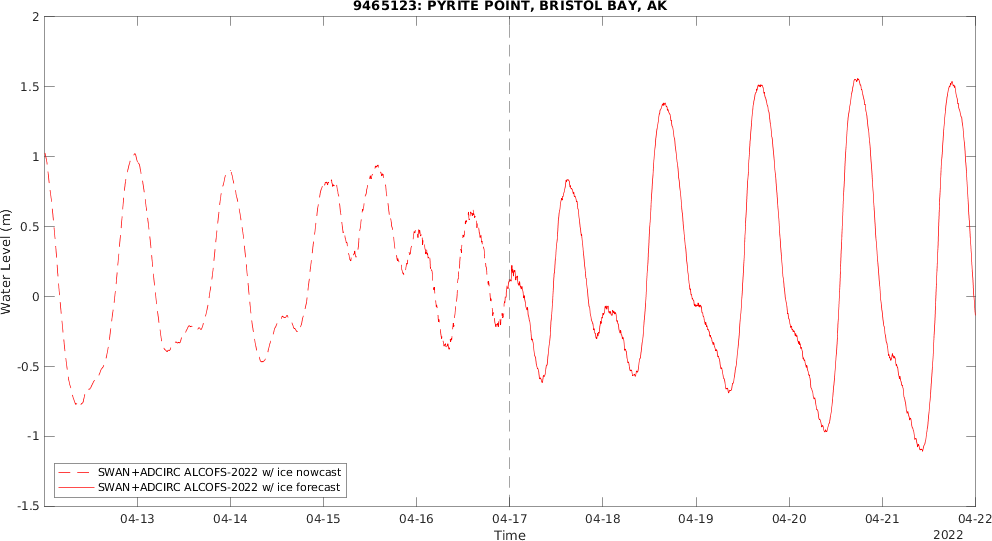 9465123: PYRITE POINT, BRISTOL BAY, AK
2
1.5
1
0.5
0
-0.5
-1
-1.5
Water Level (m)
SWAN+ADCIRC ALCOFS-2022 w/ ice nowcast
SWAN+ADCIRC ALCOFS-2022 w/ ice forecast
04-13 04-14 04-15 04-16 04-17 04-18 04-19 04-20 04-21 04-22
Time
2022